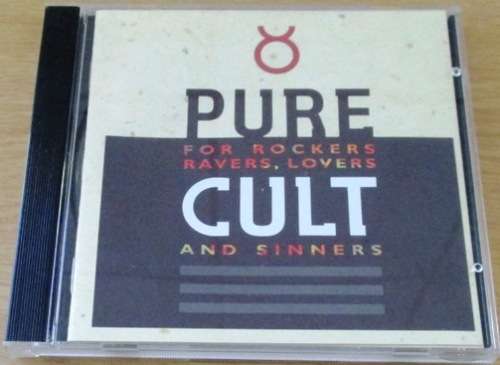 PURE
FOR ROCKERS
RAVERS, LOVERS
CULT
AND SINNERS